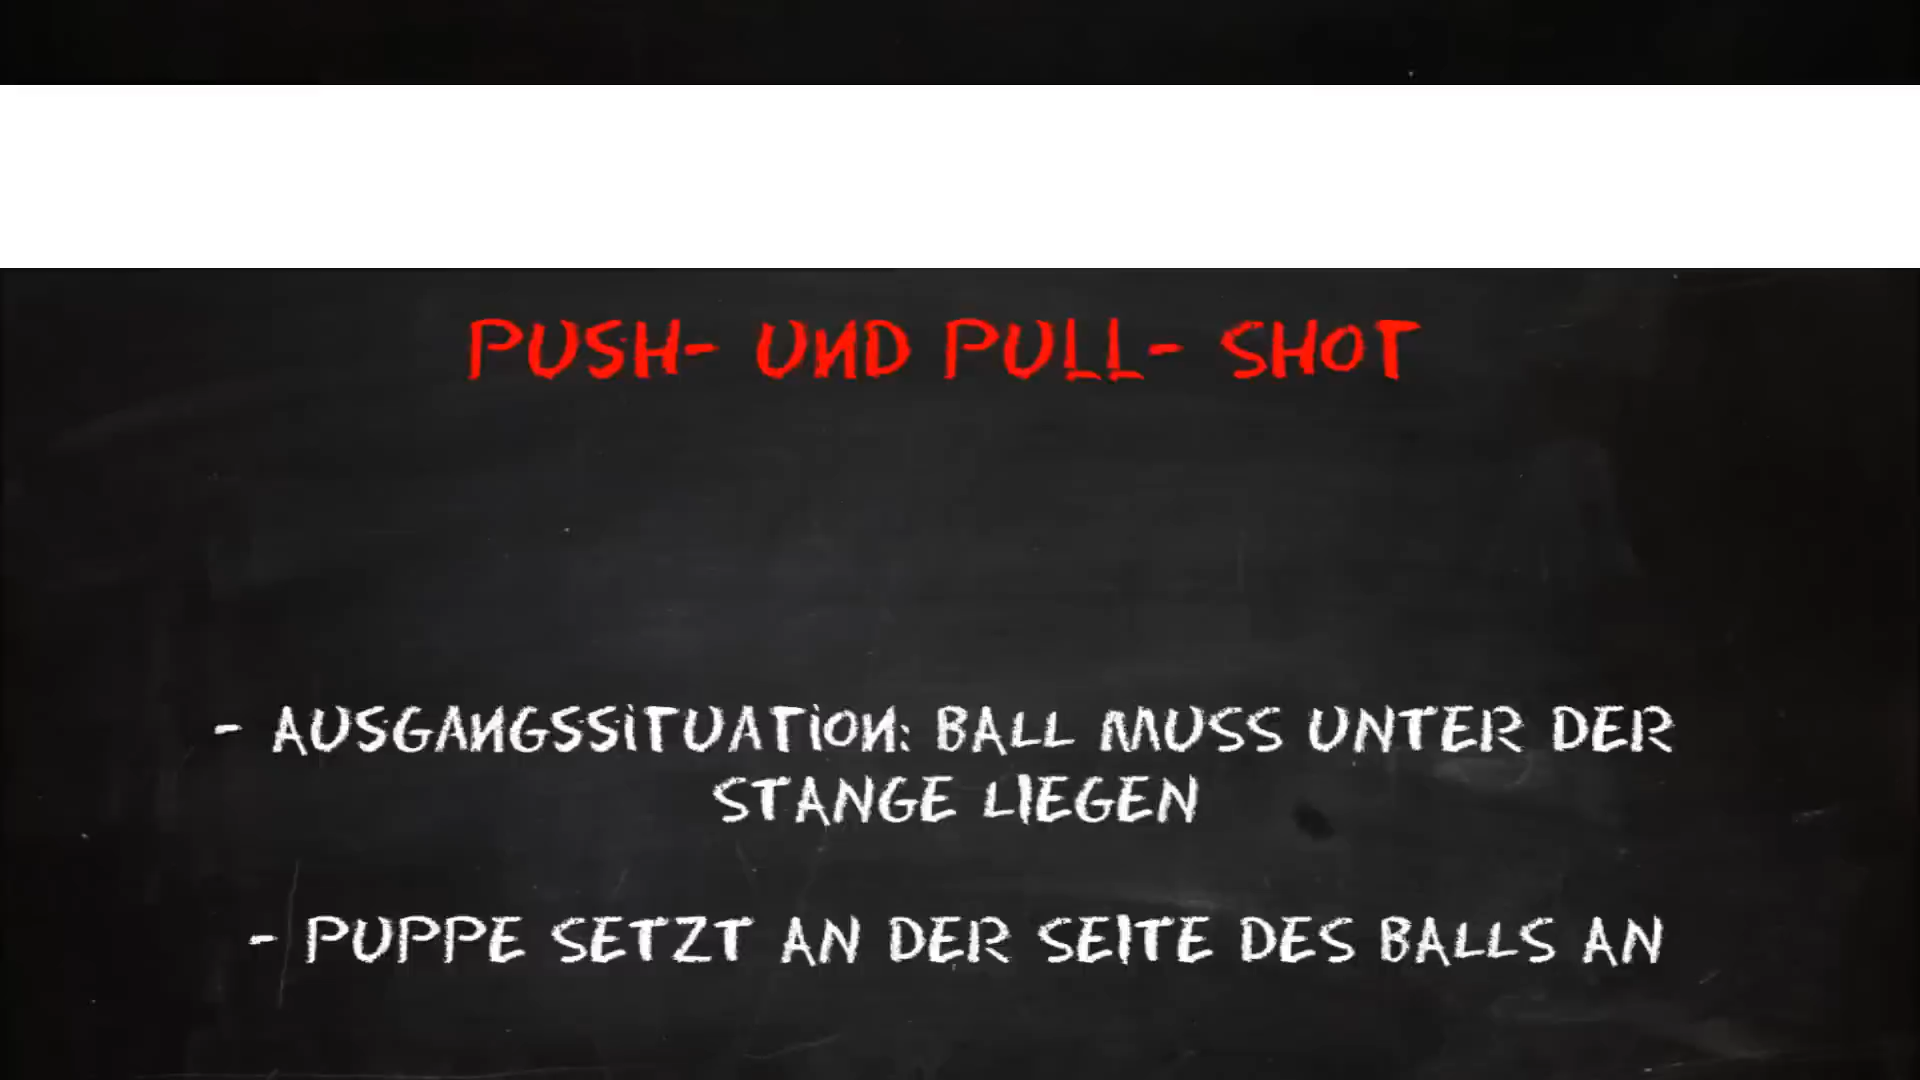 PUSH- UND PULL- SHOT
- AUSGANGSSITUATION: BALL MUSS UNTER DER
STANGE LIEGEN
- PUPPE SETZT AN DER SEITE DES BALLS AN